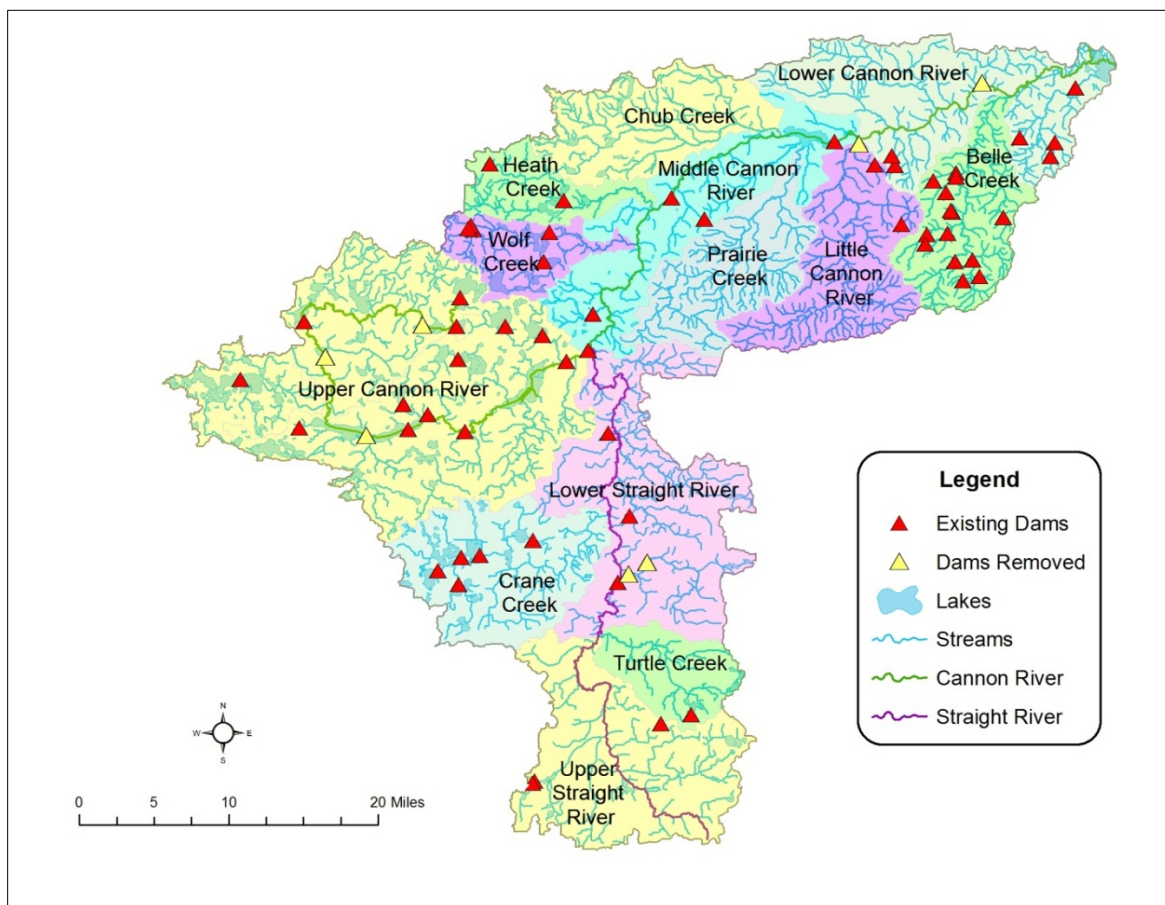 Lower Cannon River
Chub Creek
Heath
Creek
Middle Cannon
River
Belle
Creek
Wolf
Creek
Prairie
Creek
Little
Cannon
River
Upper Cannon River
Lower Straight River
Crane
Creek
Turtle Creek
Upper
Straight
River
Legend
Existing Dams
Dams Removed
Lakes
Streams
Cannon River
Straight River
N
W E
S
0 5 10 20 Miles